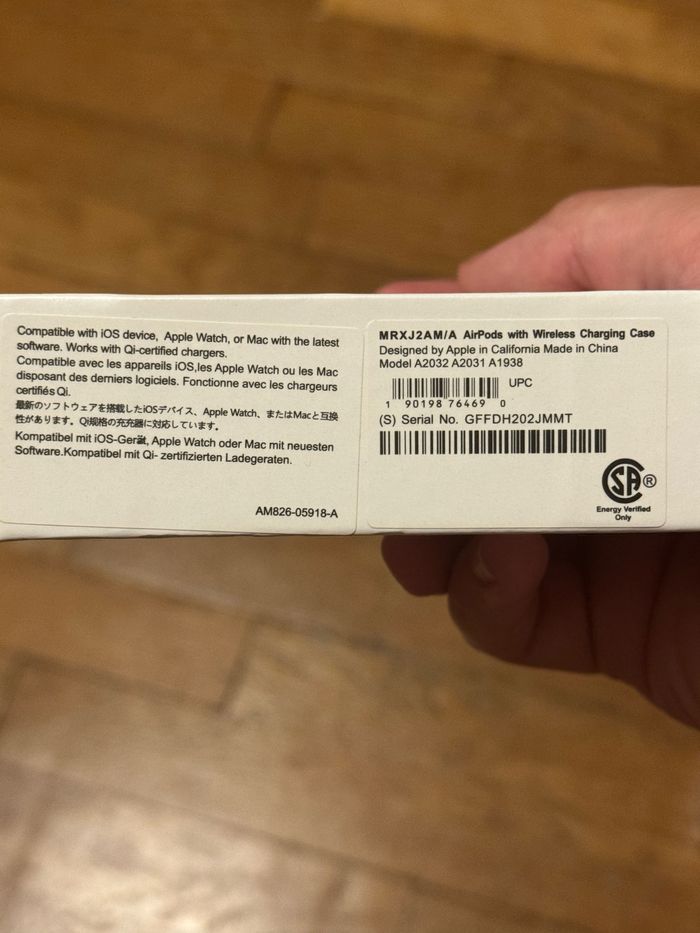 Compatible with iOS device, Apple Watch, or Mac with the latest
software. Works with Qi-certified chargers.
Compatible avec les appareils iOS,les Apple Watch ou les Mac
disposant des derniers logiciels. Fonctionne avec les chargeurs
certifiés Qi.
最新のソフトウェアを搭載したiOSデバイス、Apple Watch、またはMacと互換
性があります。Qi規格の充充器に対応しています。
Kompatibel mit iOS-Gerät, Apple Watch oder Mac mit neuesten
Software.Kompatibel mit Qi- zertifizierten Ladegeraten.
AM826-05918-A
MRXJ2AM/A AirPods with Wireless Charging Case
Designed by Apple in California Made in China
Model A2032 A2031 A1938
UPC
1 90198 76469 0
(S) Serial No. GFFDH202JMMT
SA ®
Energy Verified
Only